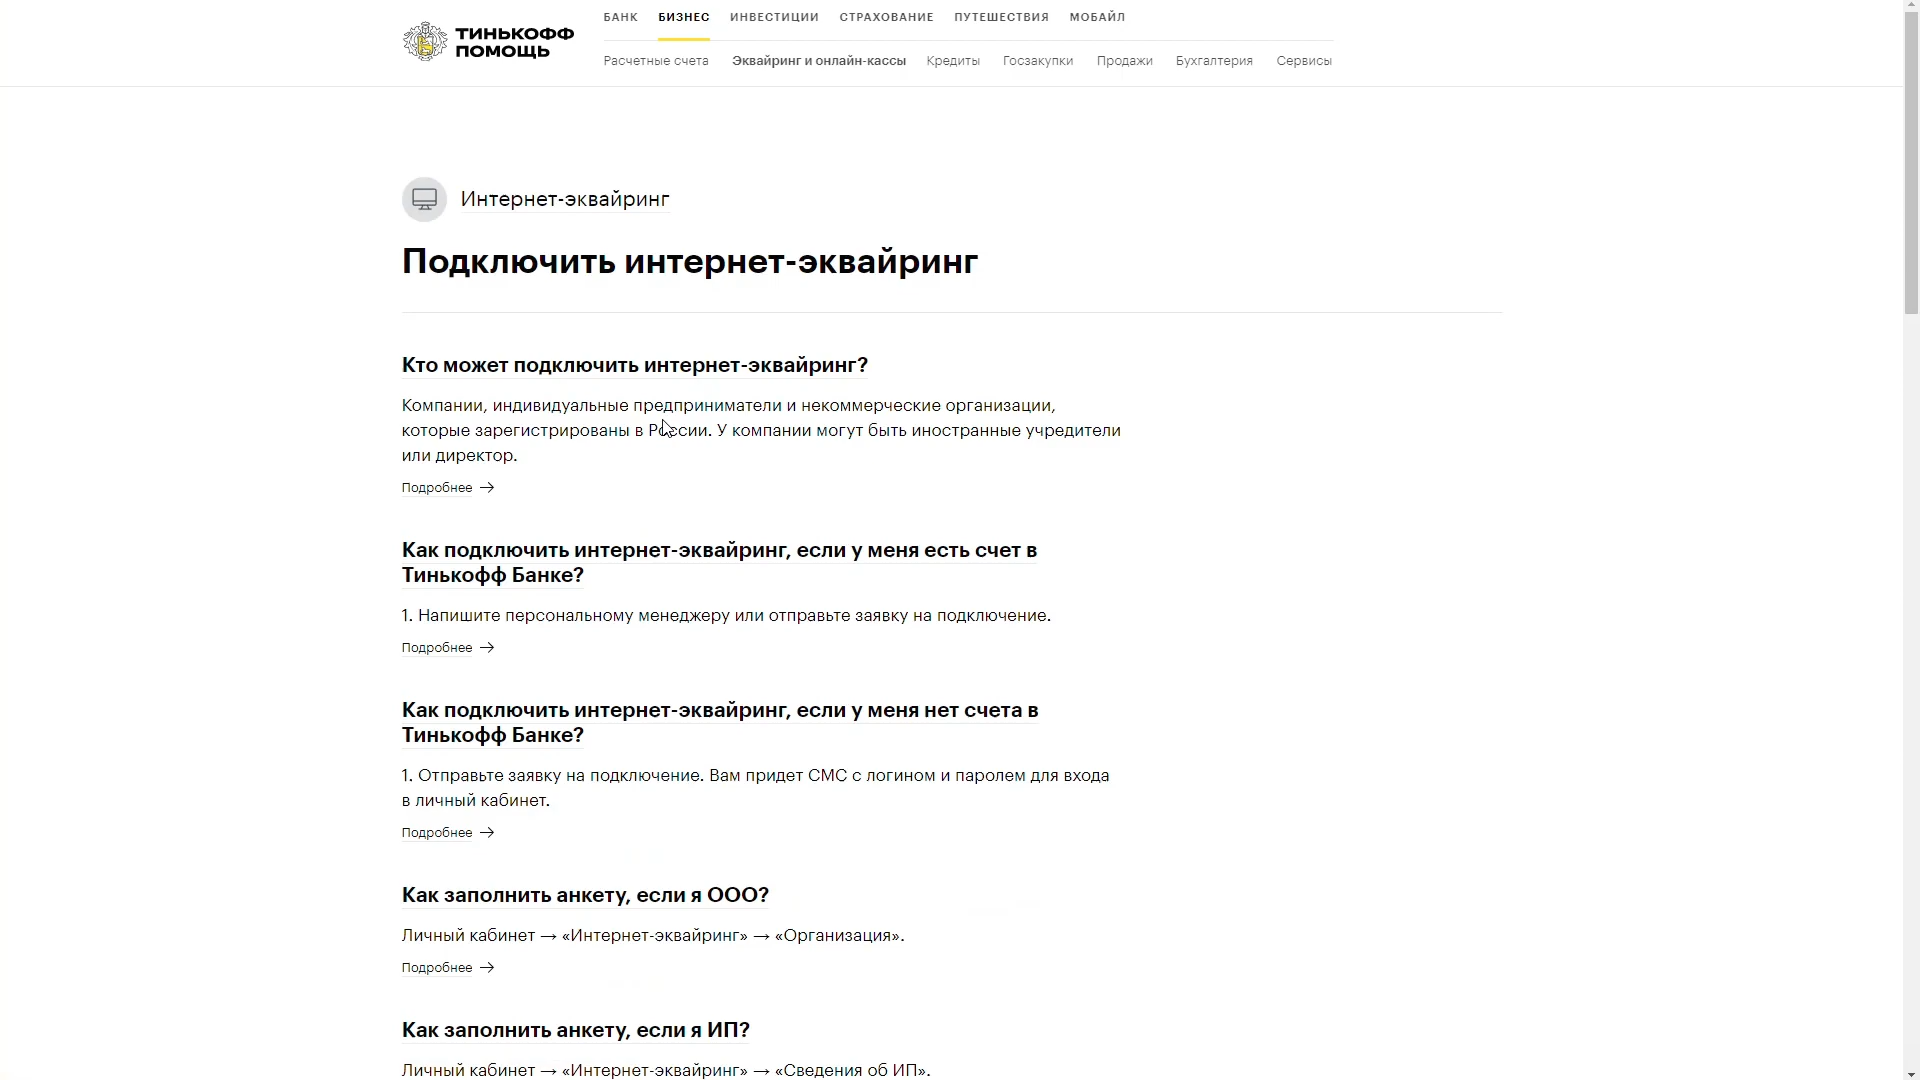 ТИНЬКОФФ
ПОМОЩЬ
БАНК БИЗНЕС ИНВЕСТИЦИИ СТРАХОВАНИЕ ПУТЕШЕСТВИЯ МОБАЙЛ
Расчетные счета Эквайринг и онлайн-кассы Кредиты Госзакупки Продажи Бухгалтерия Сервисы
Интернет-эквайринг
Подключить интернет-эквайринг
Кто может подключить интернет-эквайринг?
Компании, индивидуальные предприниматели и некоммерческие организации,
которые зарегистрированы в России. У компании могут быть иностранные учредители
или директор.
Подробнее →
Как подключить интернет-эквайринг, если у меня есть счет в
Тинькофф Банке?
1. Напишите персональному менеджеру или отправьте заявку на подключение.
Подробнее →
Как подключить интернет-эквайринг, если у меня нет счета в
Тинькофф Банке?
1. Отправьте заявку на подключение. Вам придет СМС с логином и паролем для входа
в личный кабинет.
Подробнее →
Как заполнить анкету, если я ООО?
Личный кабинет → «Интернет-эквайринг» → «Организация».
Подробнее →
Как заполнить анкету, если я ИП?
Личный кабинет → «Интернет-эквайринг» → «Сведения об ИП».